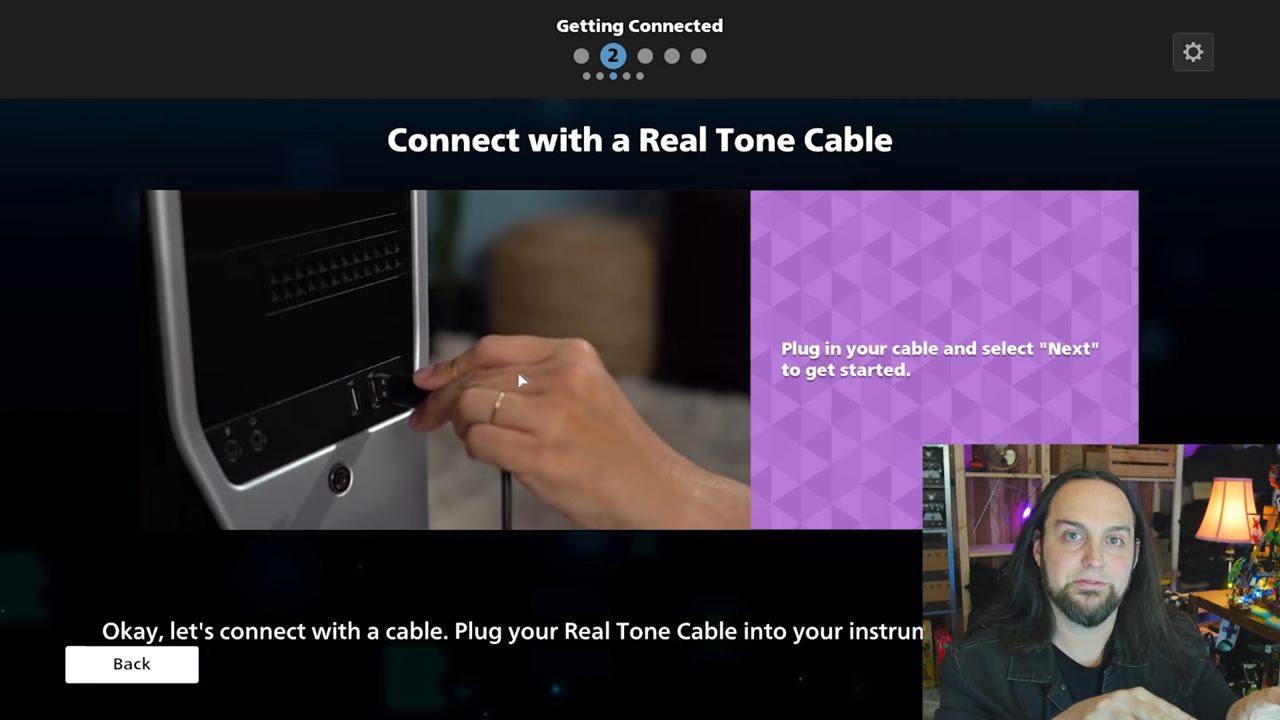 Getting Connected
2
Connect with a Real Tone Cable
Plug in your cable and select "Next"
to get started.
Okay, let's connect with a cable. Plug your Real Tone Cable into your instrun
Back